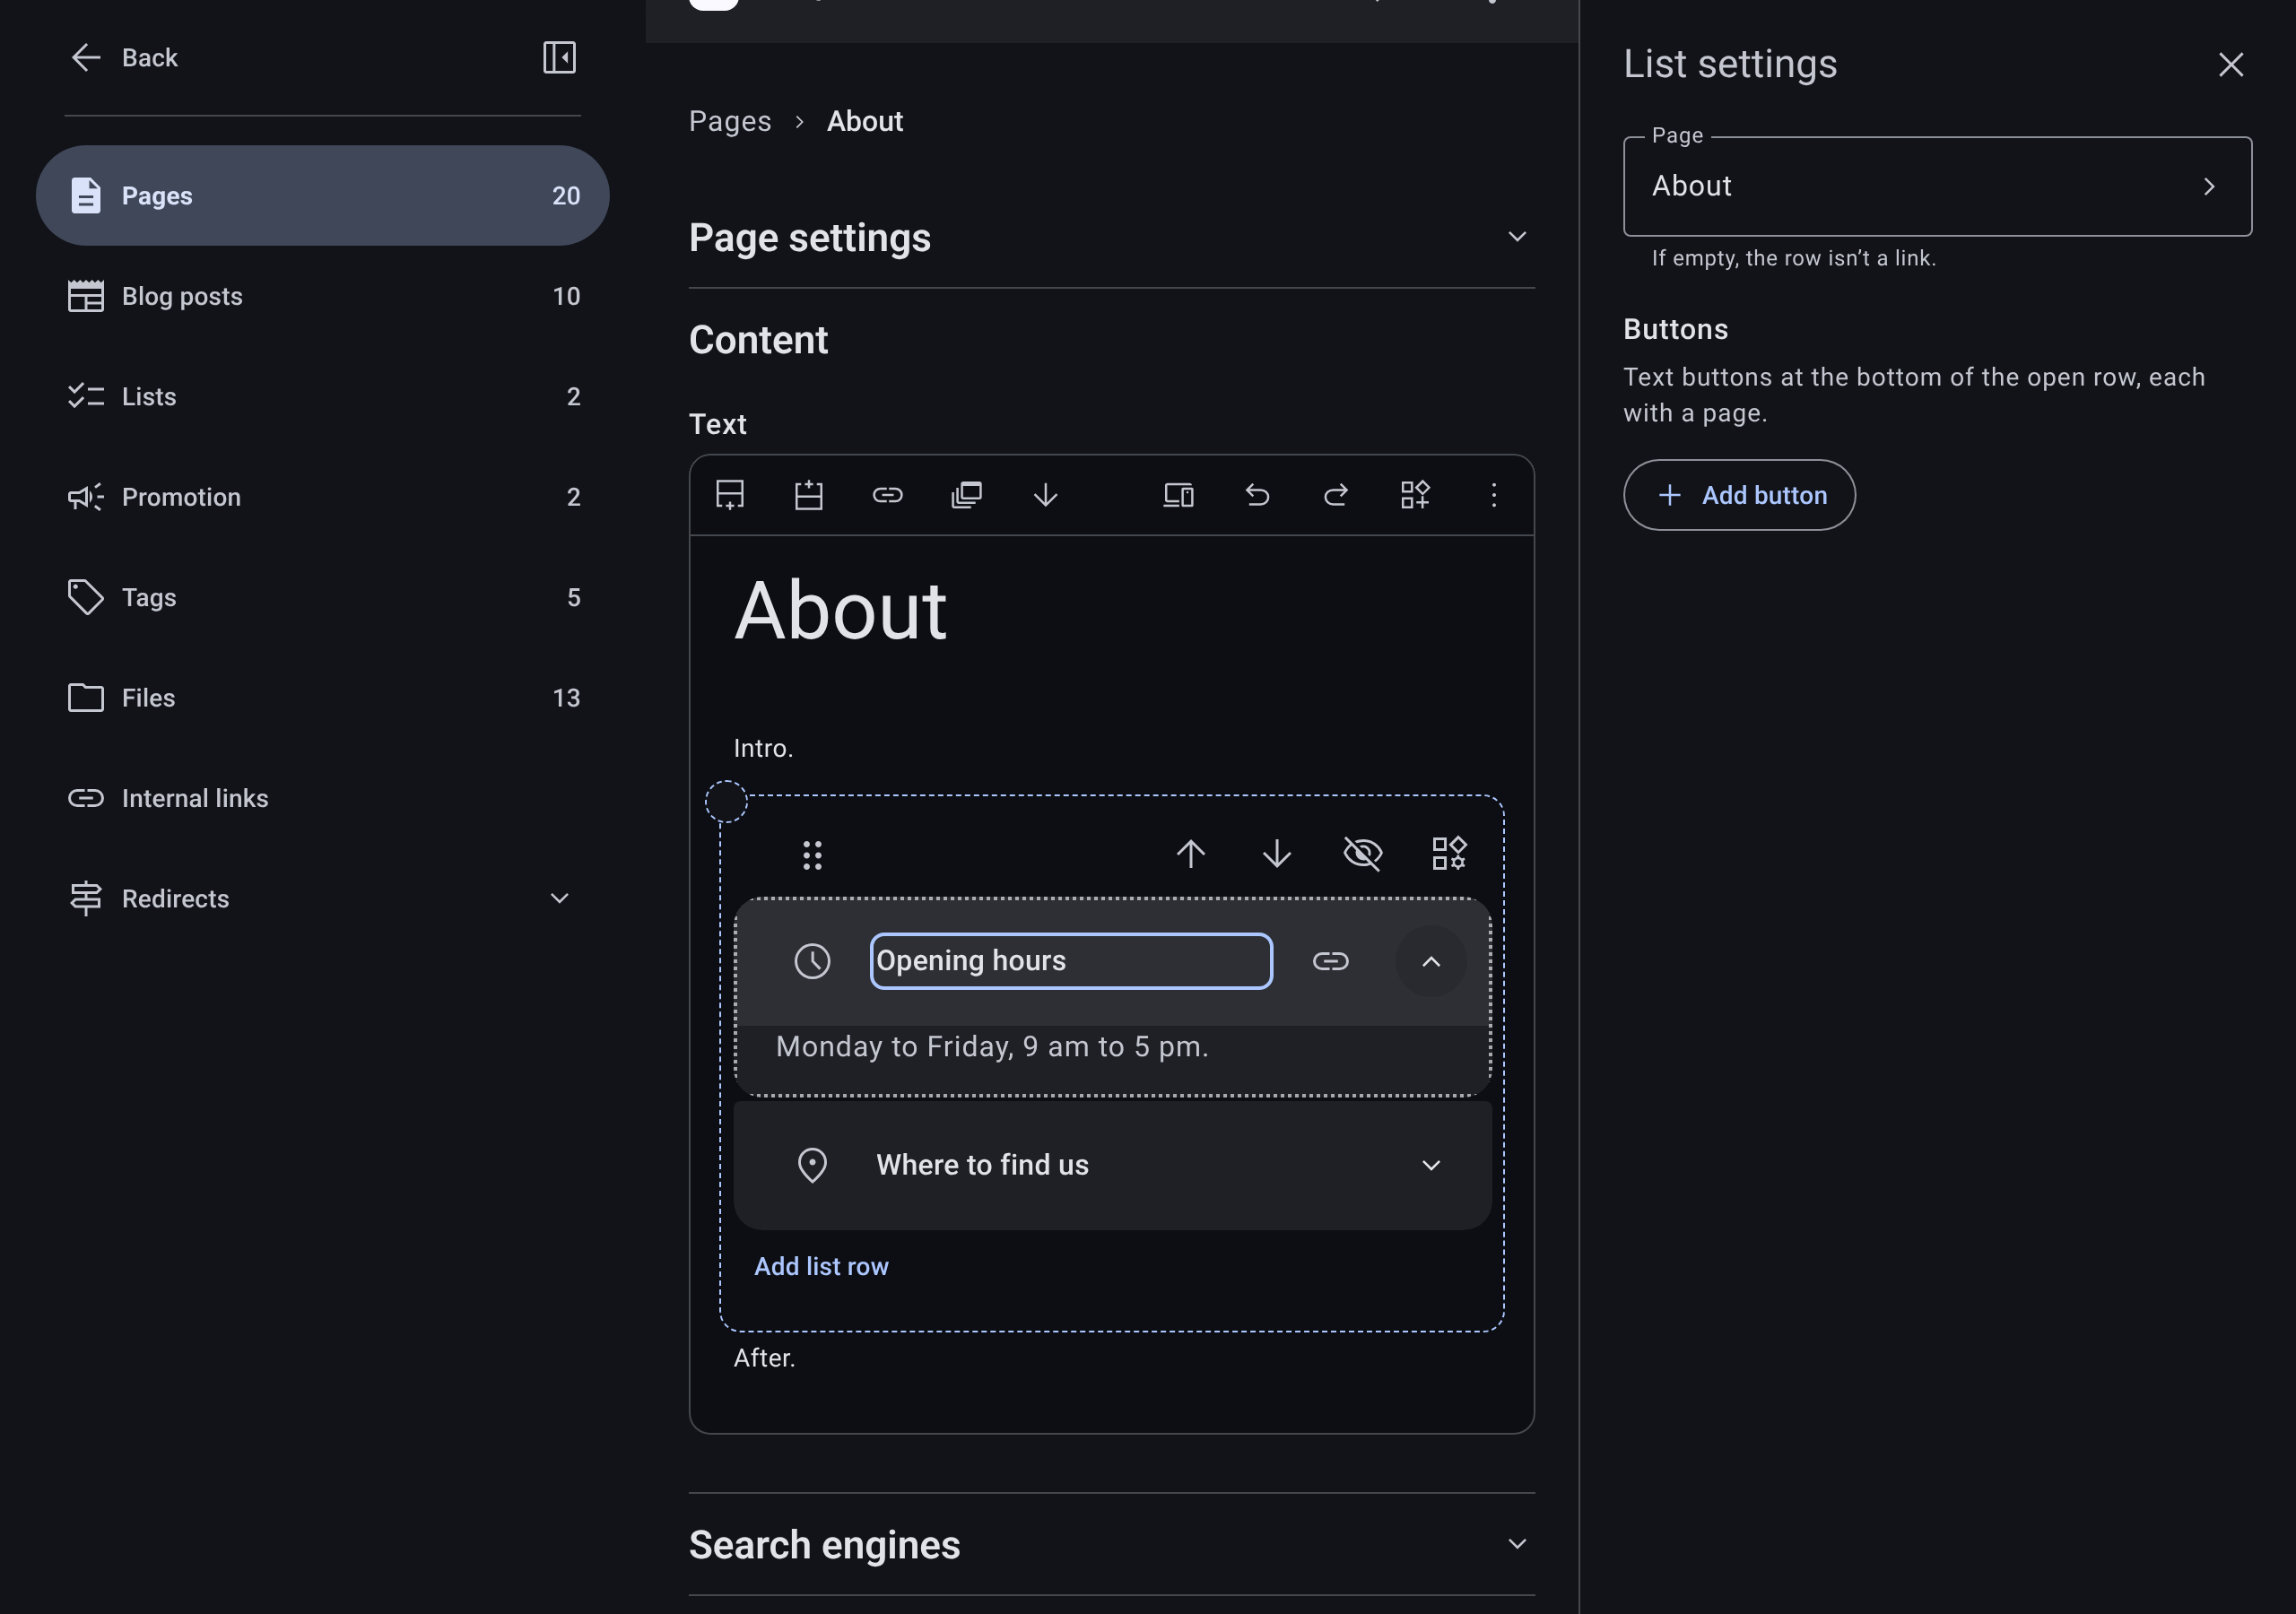 Back
Pages 20
Blog posts 10
Lists 2
Promotion 2
Tags 5
Files 13
Internal links
Redirects
Pages › About
Page settings
Content
Text
About
Intro.
Opening hours
Monday to Friday, 9 am to 5 pm.
Where to find us
Add list row
After.
Search engines
List settings
Page
About
If empty, the row isn’t a link.
Buttons
Text buttons at the bottom of the open row, each
with a page.
Add button